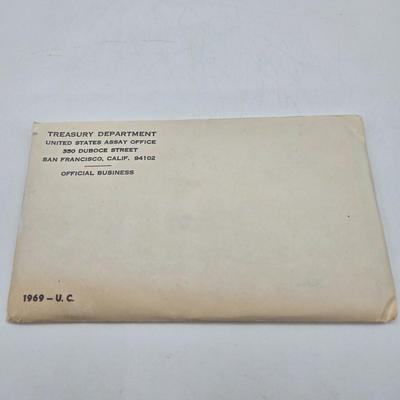 TREASURY DEPARTMENT
UNITED STATES ASSAY OFFICE
350 DUBOCE STREET
SAN FRANCISCO, CALIF. 94102
OFFICIAL BUSINESS
1969 – U. C.